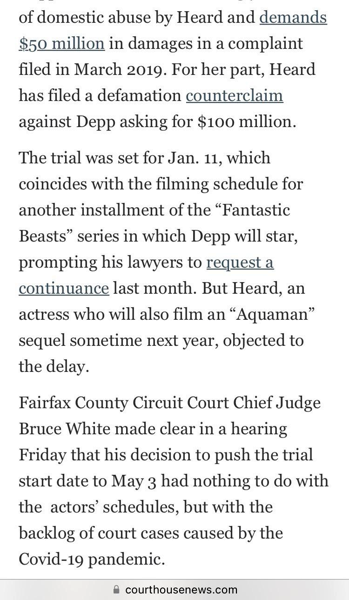 of domestic abuse by Heard and demands
$50 million in damages in a complaint
filed in March 2019. For her part, Heard
has filed a defamation counterclaim
against Depp asking for $100 million.
The trial was set for Jan. 11, which
coincides with the filming schedule for
another installment of the “Fantastic
Beasts” series in which Depp will star,
prompting his lawyers to request a
continuance last month. But Heard, an
actress who will also film an “Aquaman”
sequel sometime next year, objected to
the delay.
Fairfax County Circuit Court Chief Judge
Bruce White made clear in a hearing
Friday that his decision to push the trial
start date to May 3 had nothing to do with
the  actors’ schedules, but with the
backlog of court cases caused by the
Covid-19 pandemic.
courthousenews.com